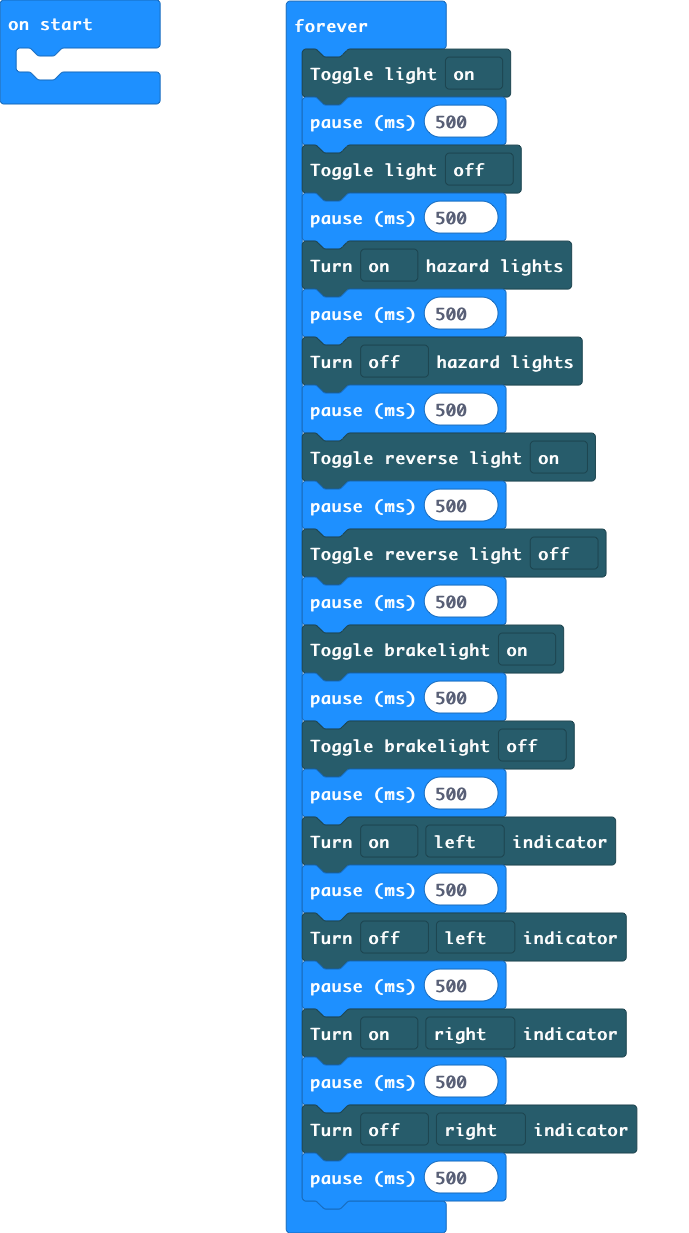 on start
forever
Toggle light on
pause (ms) 500
Toggle light off
pause (ms) 500
Turn on hazard lights
pause (ms) 500
Turn off hazard lights
pause (ms) 500
Toggle reverse light on
pause (ms) 500
Toggle reverse light off
pause (ms) 500
Toggle brakelight on
pause (ms) 500
Toggle brakelight off
pause (ms) 500
Turn on left indicator
pause (ms) 500
Turn off left indicator
pause (ms) 500
Turn on right indicator
pause (ms) 500
Turn off right indicator
pause (ms) 500